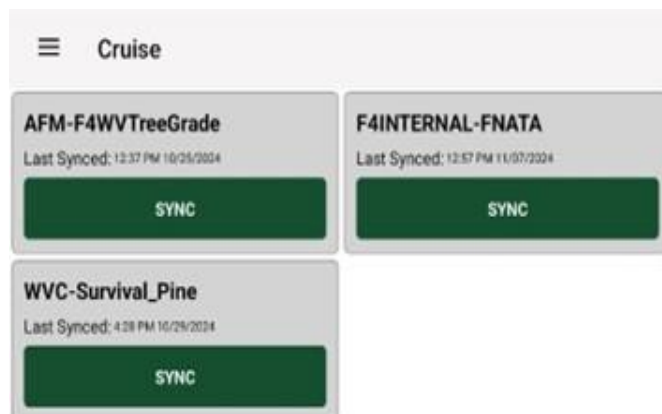 Cruise
AFM-F4WVTreeGrade
Last Synced: 12:37 PM 10/25/2024
SYNC
F4INTERNAL-FNATA
Last Synced: 12:57 PM 11/07/2024
SYNC
WVC-Survival_Pine
Last Synced: 4:28 PM 10/29/2024
SYNC